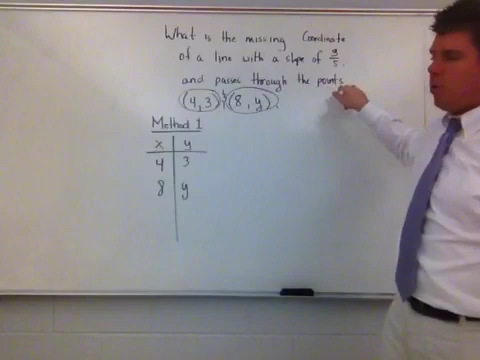 What is the missing Coordinate
of a line with a slope of 9/5,
and passes through the points
(4, 3) & (8, y).
Method 1
x y
4 3
8 y